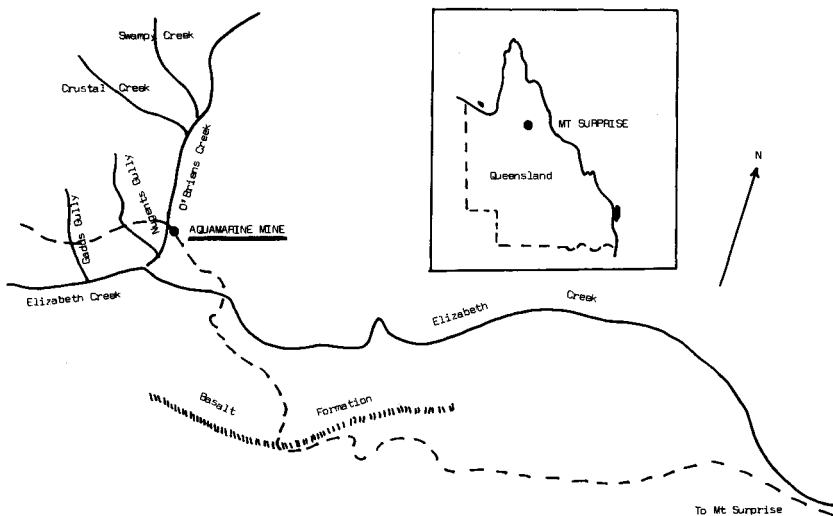 Swampy Creek
Crustal Creek
O'Briens Creek
Nugents Gully
Gadds Gully
AQUAMARINE MINE
Elizabeth Creek
MT SURPRISE
Queensland
N
Elizabeth Creek
Basalt Formation
To Mt Surprise